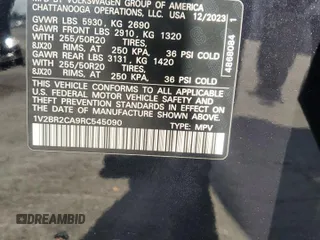 MFD. BY VOLKSWAGEN GROUP OF AMERICA
CHATTANOOGA OPERATIONS, LLC. USA 12/2023
GVWR LBS 5930, KG 2690
GAWR FRONT LBS 2910, KG 1320
WITH 255/50R20 TIRES,
8JX20 RIMS, AT 250 KPA, 36 PSI COLD
GAWR REAR LBS 3131, KG 1420
WITH 255/50R20 TIRES,
8JX20 RIMS, AT 250 KPA, 36 PSI COLD
THIS VEHICLE CONFORMS TO ALL APPLICABLE
U.S. FEDERAL MOTOR VEHICLE SAFETY
STANDARDS IN EFFECT ON THE
DATE OF MANUFACTURE SHOWN ABOVE.
1V2BR2CA9RC545090 TYPE: MPV
4868084 1
DREAMBID